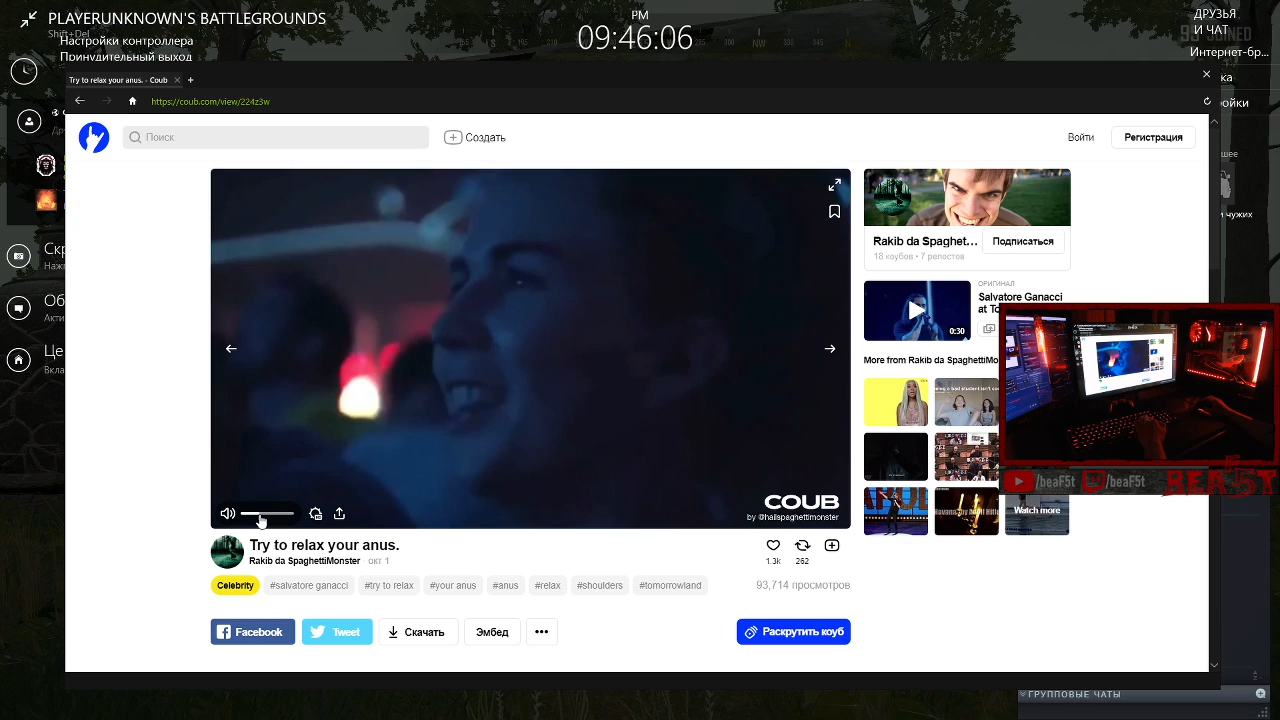 PLAYERUNKNOWN'S BATTLEGROUNDS
Shift+Del
Настройки контроллера
Принудительный выход
PM
09:46:06
ДРУЗЬЯ
И ЧАТ
Интернет-бр...
Try to relax your anus. - Coub
https://coub.com/view/224z3w
Поиск
Создать
Войти
Регистрация
COUB
by @hailspaghettimonster
Try to relax your anus.
Rakib da SpaghettiMonster окт 1
1.3k
262
Celebrity #salvatore ganacci #try to relax #your anus #anus #relax #shoulders #tomorrowland
93,714 просмотров
Facebook Tweet Скачать Эмбед •••
Раскрутить коуб
Rakib da Spaghet...
Подписаться
18 коубов • 7 репостов
0:30
ОРИГИНАЛ
Salvatore Ganacci
at To
More from Rakib da SpaghettiMo
Watch more
/beaF5t /beaF5t BEAF5T
ГРУППОВЫЕ ЧАТЫ